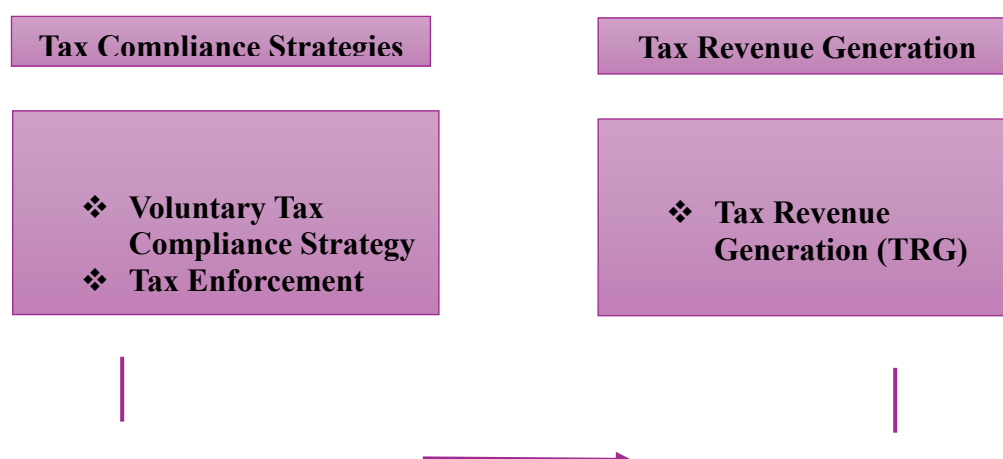 Tax Compliance Strategies
Tax Revenue Generation
❖ Voluntary Tax
Compliance Strategy
❖ Tax Enforcement
❖ Tax Revenue
Generation (TRG)